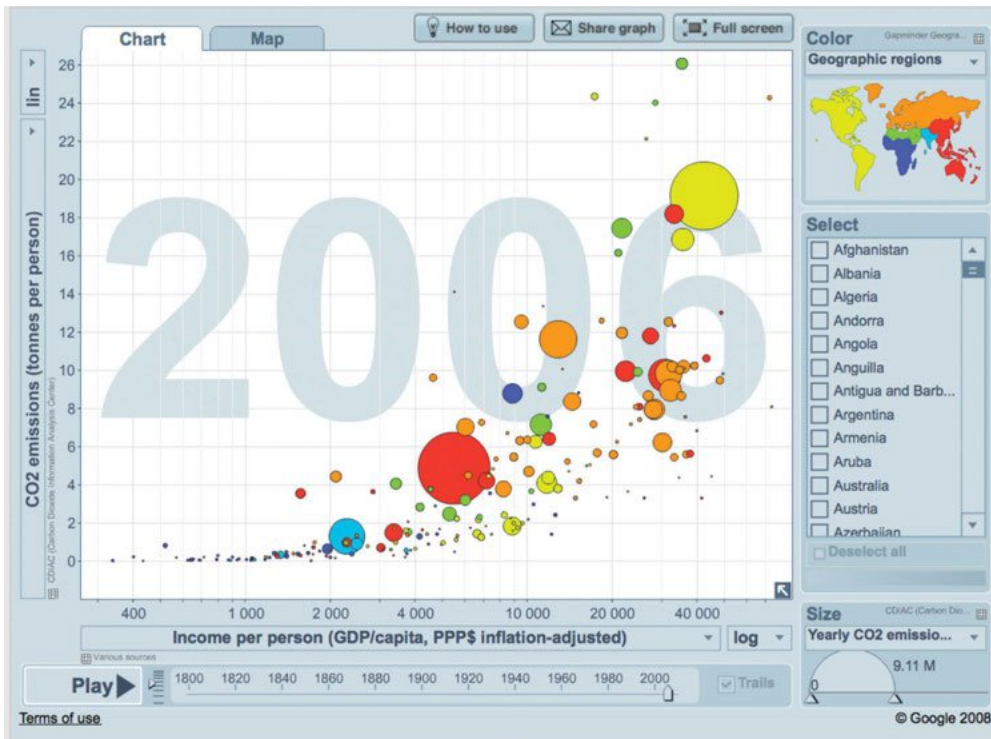 Chart
Map
How to use
Share graph
Full screen
lin
CO2 emissions (tonnes per person)
CDIAC (Carbon Dioxide Information Analysis Center)
26
24
22
20
18
16
14
12
10
8
6
4
2
0
2006
400
1 000
2 000
4 000
10 000
20 000
40 000
Income per person (GDP/capita, PPP$ inflation-adjusted)
log
Various sources
Play
1800 1820 1840 1860 1880 1900 1920 1940 1960 1980 2000
Trails
Terms of use
Color
Gapminder Geogra...
Geographic regions
Select
Afghanistan
Albania
Algeria
Andorra
Angola
Anguilla
Antigua and Barb...
Argentina
Armenia
Aruba
Australia
Austria
Azerbaijan
Deselect all
Size
CD/AC (Carbon Dio...
Yearly CO2 emissio...
9.11 M
0
© Google 2008